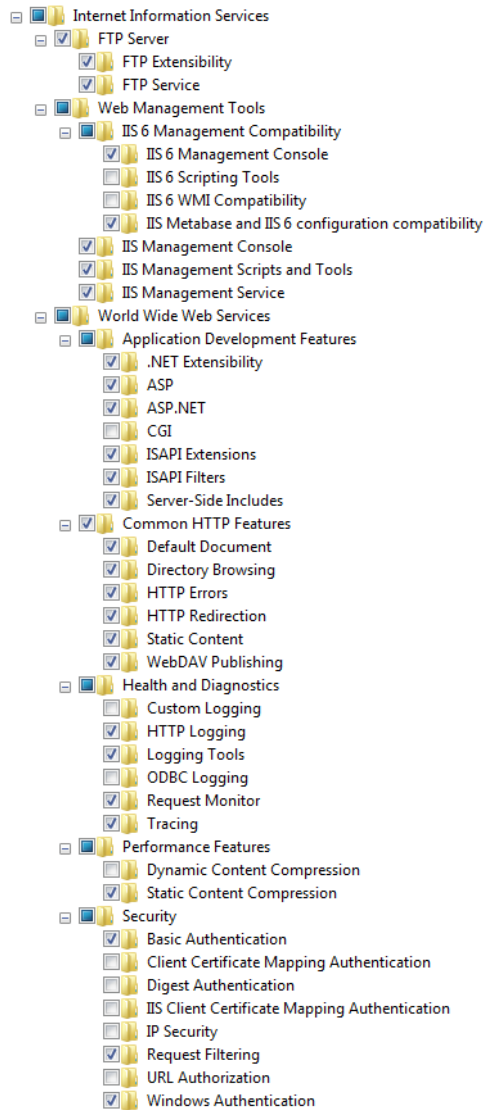 Internet Information Services
FTP Server
FTP Extensibility
FTP Service
Web Management Tools
IIS 6 Management Compatibility
IIS 6 Management Console
IIS 6 Scripting Tools
IIS 6 WMI Compatibility
IIS Metabase and IIS 6 configuration compatibility
IIS Management Console
IIS Management Scripts and Tools
IIS Management Service
World Wide Web Services
Application Development Features
.NET Extensibility
ASP
ASP.NET
CGI
ISAPI Extensions
ISAPI Filters
Server-Side Includes
Common HTTP Features
Default Document
Directory Browsing
HTTP Errors
HTTP Redirection
Static Content
WebDAV Publishing
Health and Diagnostics
Custom Logging
HTTP Logging
Logging Tools
ODBC Logging
Request Monitor
Tracing
Performance Features
Dynamic Content Compression
Static Content Compression
Security
Basic Authentication
Client Certificate Mapping Authentication
Digest Authentication
IIS Client Certificate Mapping Authentication
IP Security
Request Filtering
URL Authorization
Windows Authentication